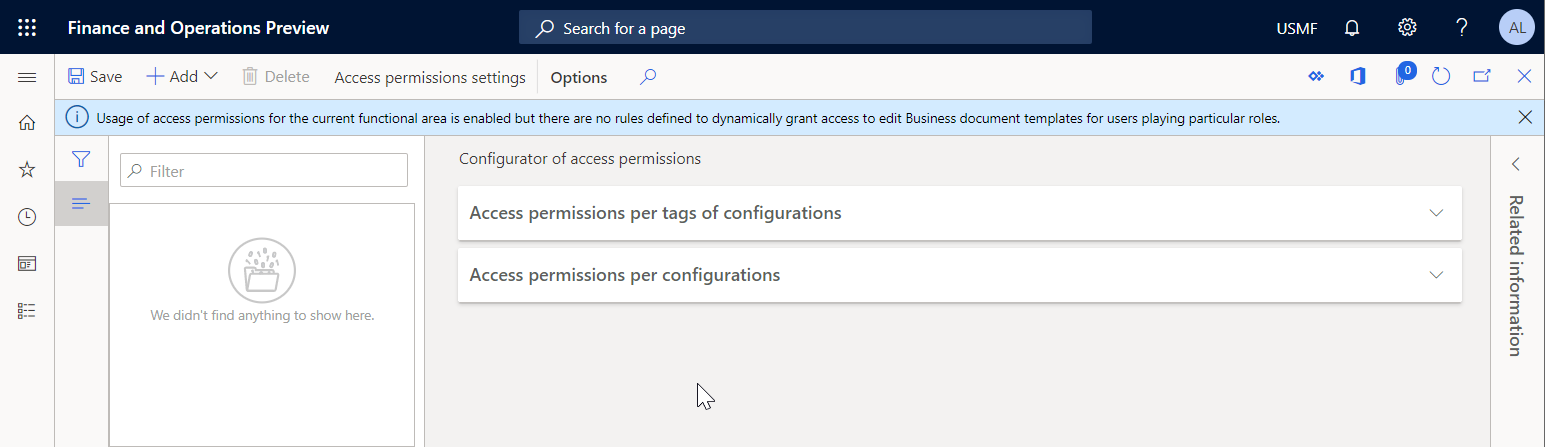 Finance and Operations Preview
Search for a page
USMF
?
AL
Save
Add
Delete
Access permissions settings
Options
0
Usage of access permissions for the current functional area is enabled but there are no rules defined to dynamically grant access to edit Business document templates for users playing particular roles.
Filter
We didn't find anything to show here.
Configurator of access permissions
Access permissions per tags of configurations
Access permissions per configurations
Related information